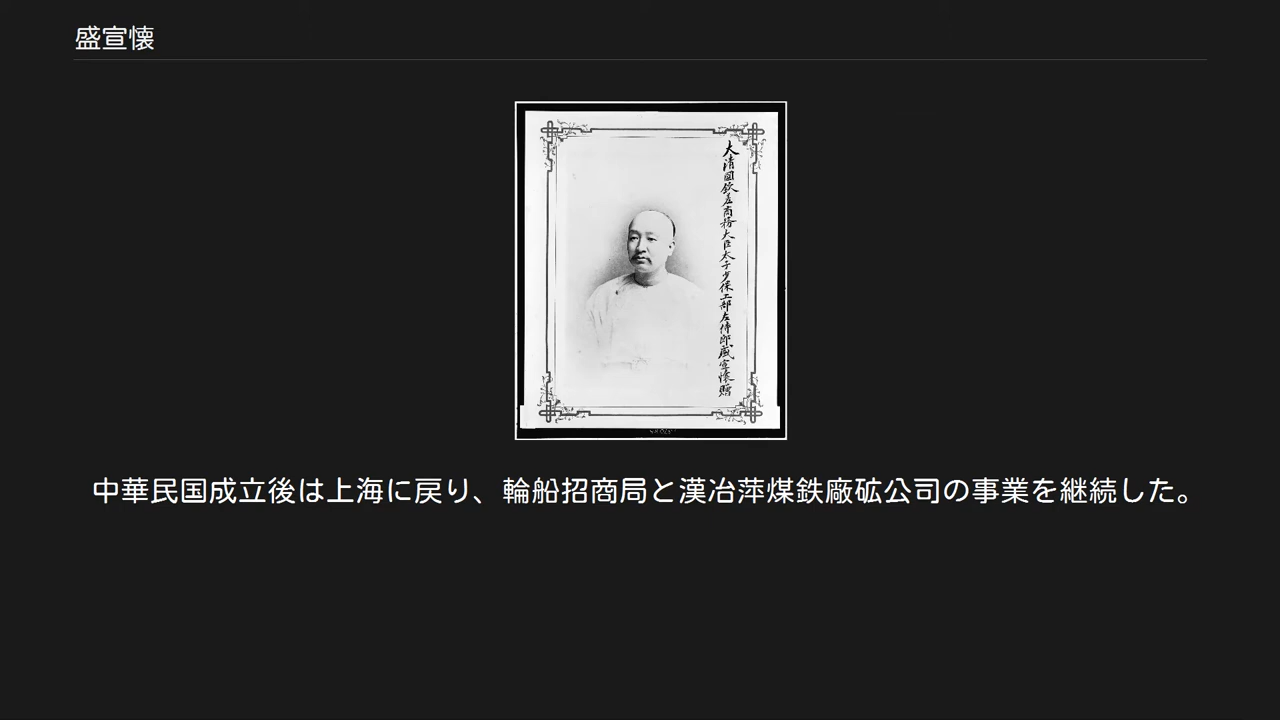 盛宣懐
大清國欽差商務大臣太子少保工部左侍郎盛宣懷贈
中華民国成立後は上海に戻り、輪船招商局と漢冶萍煤鉄廠砿公司の事業を継続した。